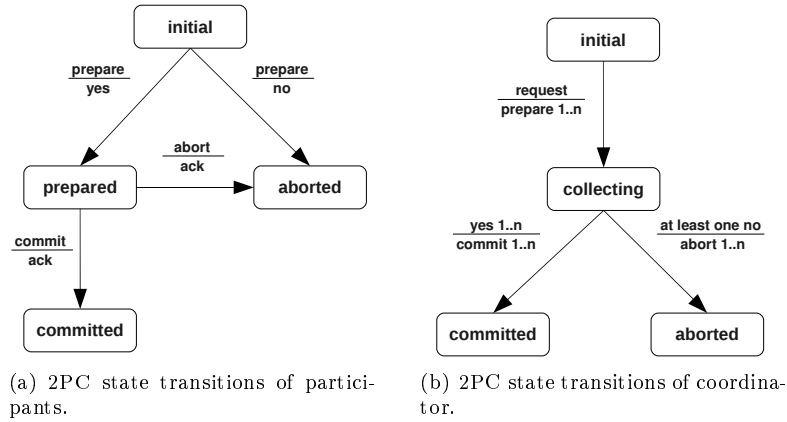 initial
prepare
yes
prepare
no
abort
ack
prepared
aborted
commit
ack
committed
(a) 2PC state transitions of partici-
pants.
initial
request
prepare 1..n
collecting
yes 1..n
commit 1..n
at least one no
abort 1..n
committed
aborted
(b) 2PC state transitions of coordina-
tor.